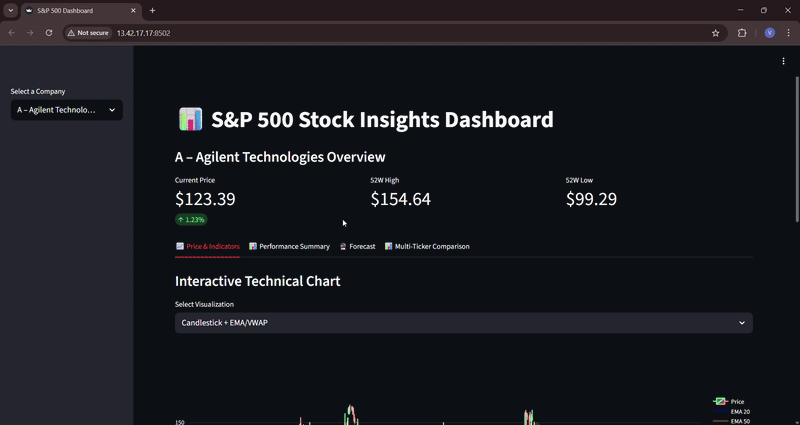 S&P 500 Dashboard
Not secure 13.42.17.17:8502
V
Select a Company
A – Agilent Technolo...
S&P 500 Stock Insights Dashboard
A – Agilent Technologies Overview
Current Price 52W High 52W Low
$123.39 $154.64 $99.29
↑ 1.23%
Price & Indicators Performance Summary Forecast Multi-Ticker Comparison
Interactive Technical Chart
Select Visualization
Candlestick + EMA/VWAP
Price
EMA 20
150 EMA 50